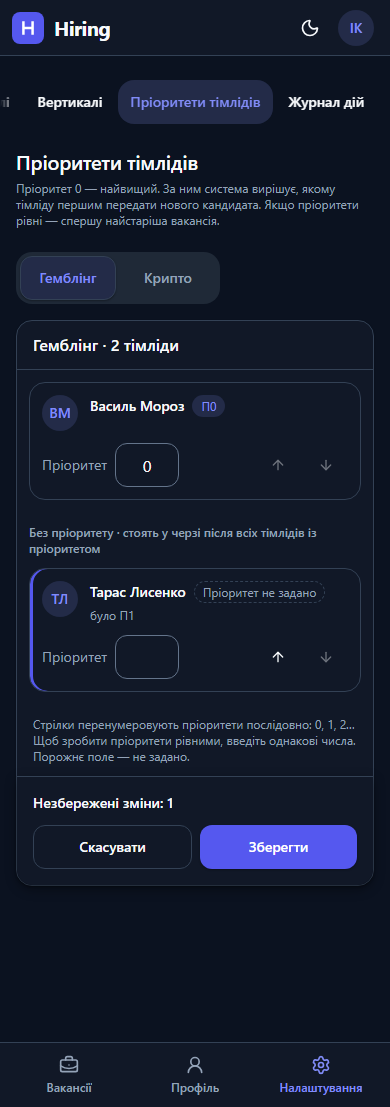 H Hiring
ІК
Вертикалі Пріоритети тімлідів Журнал дій
Пріоритети тімлідів
Пріоритет 0 — найвищий. За ним система вирішує, якому
тімліду першим передати нового кандидата. Якщо пріоритети
рівні — спершу найстаріша вакансія.
Гемблінг Крипто
Гемблінг · 2 тімліди
ВМ Василь Мороз П0
Пріоритет 0
Без пріоритету · стоять у черзі після всіх тімлідів із
пріоритетом
ТЛ Тарас Лисенко Пріоритет не задано
було П1
Пріоритет
Стрілки перенумеровують пріоритети послідовно: 0, 1, 2...
Щоб зробити пріоритети рівними, введіть однакові числа.
Порожнє поле — не задано.
Незбережені зміни: 1
Скасувати Зберегти
Вакансії Профіль Налаштування